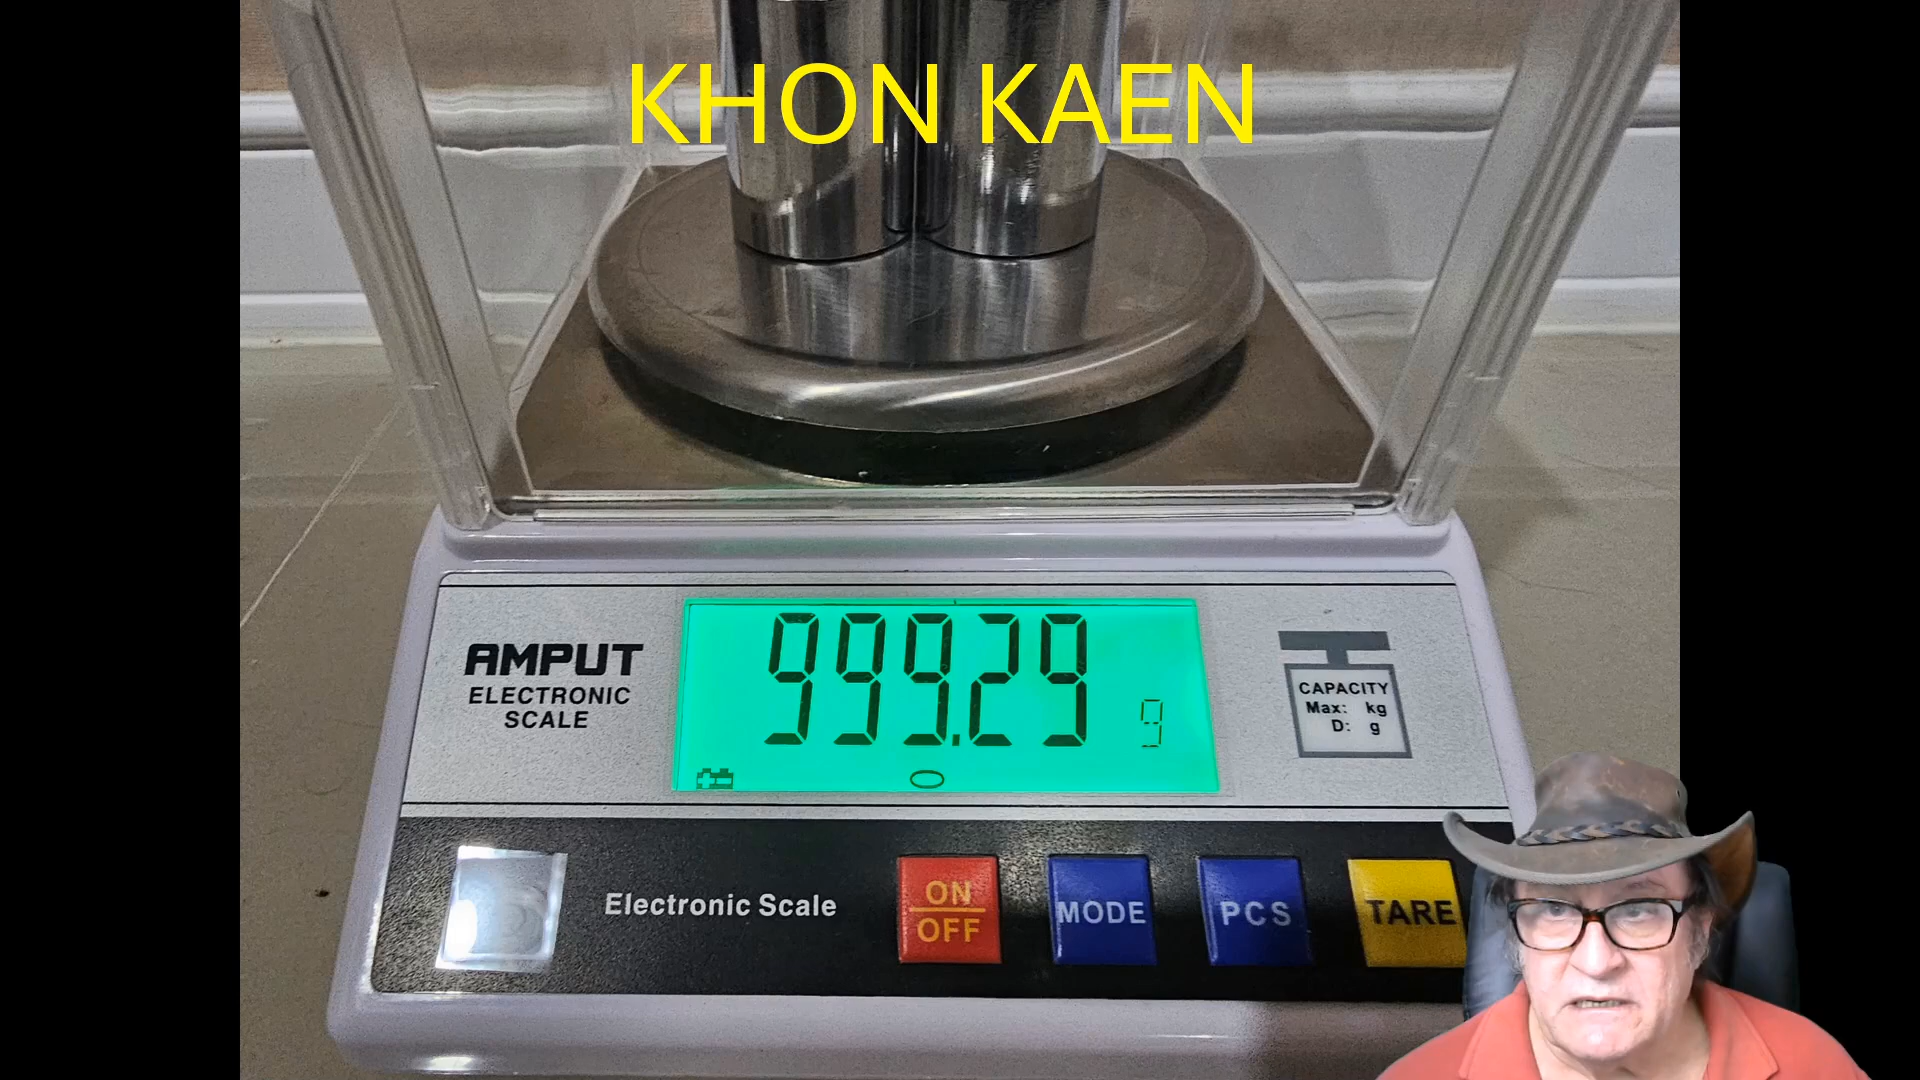 KHON KAEN
999.29 g
AMPUT
ELECTRONIC
SCALE
CAPACITY
Max: kg
D: g
Electronic Scale
ON
OFF
MODE
PCS
TARE